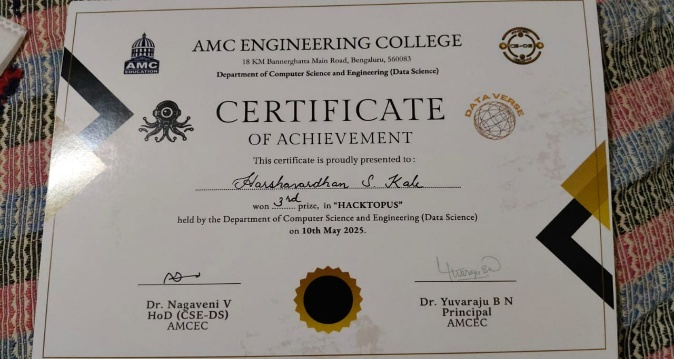 AMC
EDUCATION
AMC ENGINEERING COLLEGE
18 KM Bannerghatta Main Road, Bengaluru, 560083
Department of Computer Science and Engineering (Data Science)
CSE-DS
CERTIFICATE
OF ACHIEVEMENT
DATA VERSE
This certificate is proudly presented to :
Harshavardhan S. Kale
won 3rd prize, in "HACKTOPUS"
held by the Department of Computer Science and Engineering (Data Science)
on 10th May 2025.
Dr. Nagaveni V
HoD (CSE-DS)
AMCEC
Yuvaraju B N
Dr. Yuvaraju B N
Principal
AMCEC